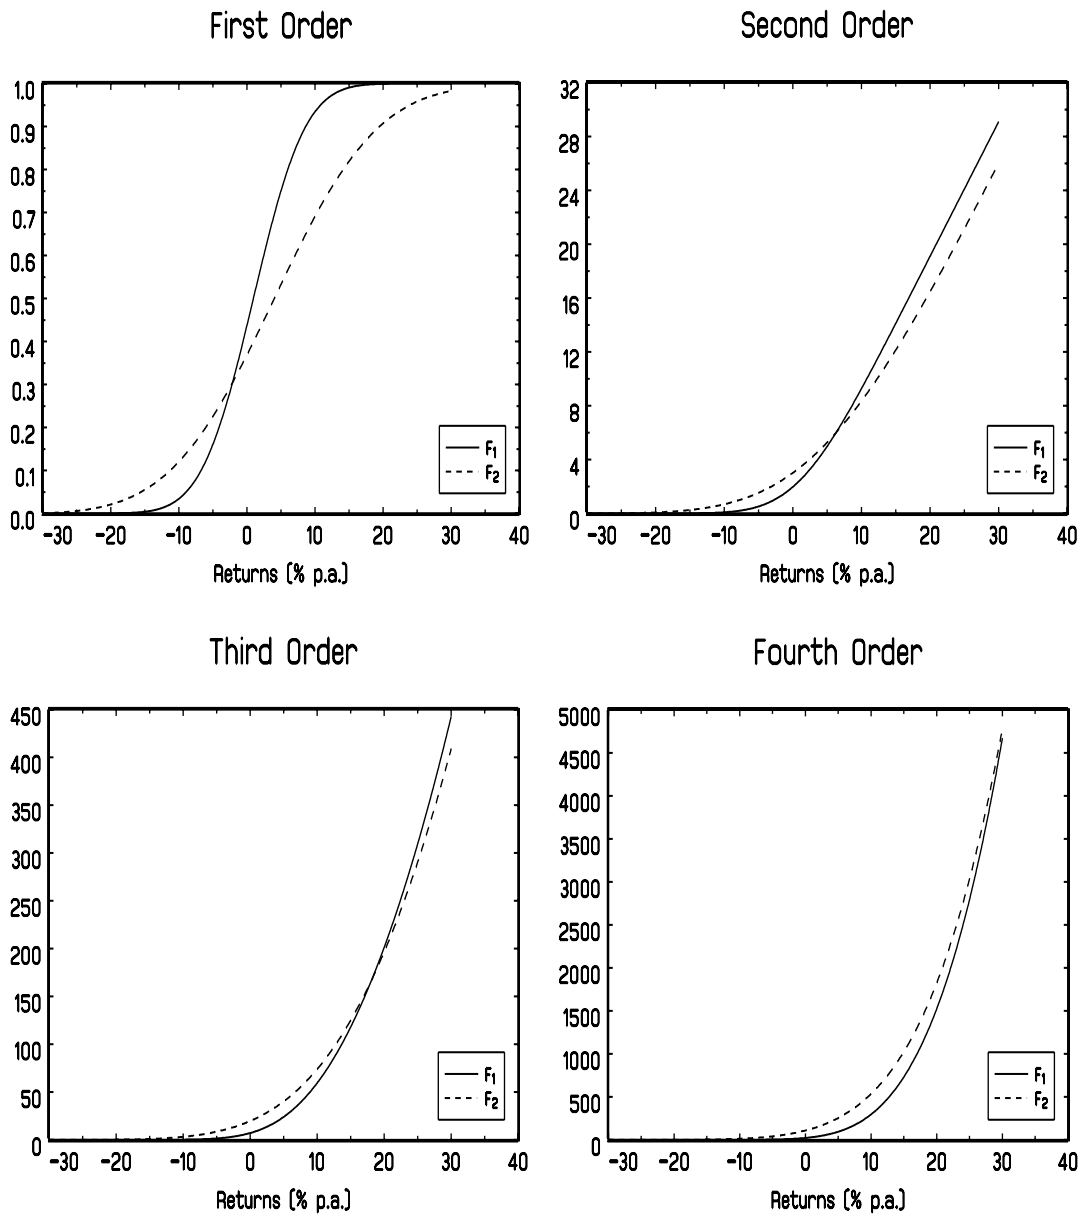 First Order
1.0
0.9
0.8
0.7
0.6
0.5
0.4
0.3
0.2
0.1
0.0
-30 -20 -10 0 10 20 30 40
Returns (% p.a.)
F1
F2
Second Order
32
28
24
20
16
12
8
4
0
-30 -20 -10 0 10 20 30 40
Returns (% p.a.)
F1
F2
Third Order
450
400
350
300
250
200
150
100
50
0
-30 -20 -10 0 10 20 30 40
Returns (% p.a.)
F1
F2
Fourth Order
5000
4500
4000
3500
3000
2500
2000
1500
1000
500
0
-30 -20 -10 0 10 20 30 40
Returns (% p.a.)
F1
F2